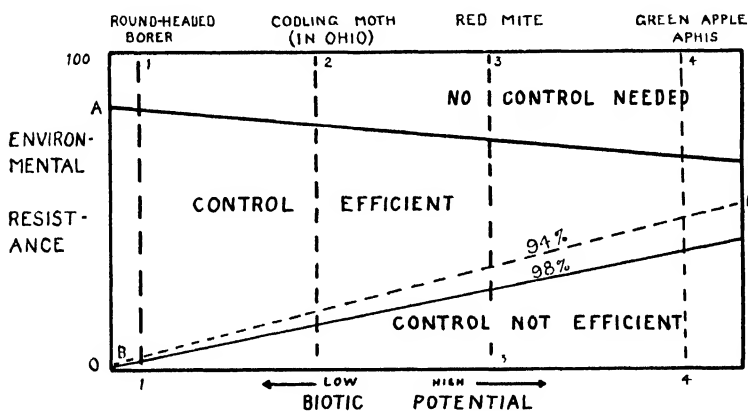 ROUND-HEADED BORER
CODLING MOTH (IN OHIO)
RED MITE
GREEN APPLE APHIS
100
1
2
3
4
NO CONTROL NEEDED
A
ENVIRON-
MENTAL
RESIST-
ANCE
CONTROL EFFICIENT
94%
98%
CONTROL NOT EFFICIENT
B
0
1
3
4
LOW
HIGH
BIOTIC POTENTIAL